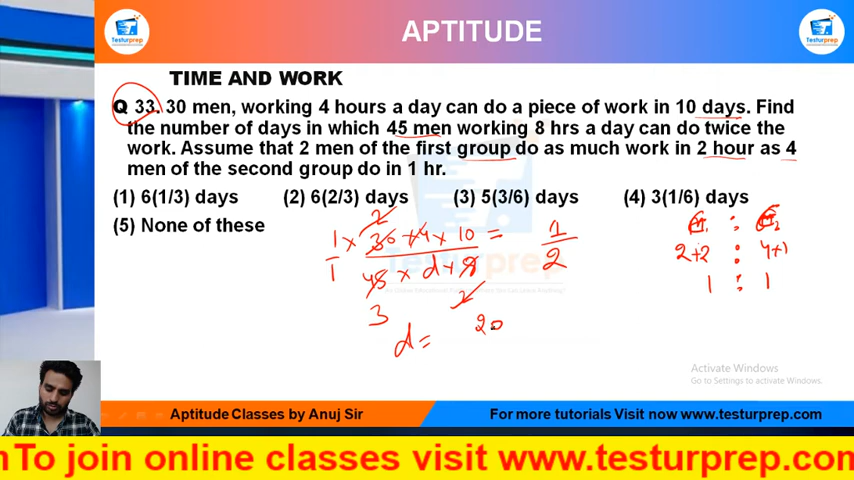 Testurprep
APTITUDE
Testurprep
TIME AND WORK
Q 33. 30 men, working 4 hours a day can do a piece of work in 10 days. Find
the number of days in which 45 men working 8 hrs a day can do twice the
work. Assume that 2 men of the first group do as much work in 2 hour as 4
men of the second group do in 1 hr.
(1) 6(1/3) days (2) 6(2/3) days (3) 5(3/6) days (4) 3(1/6) days
(5) None of these
2
1/1 × 30 × 4 × 10 / 45 × d × 8 = 1/2
2×2 : 4×1
1 : 1
3 2
d = 20
Testurprep
Activate Windows
Go to Settings to activate Windows.
Aptitude Classes by Anuj Sir
For more tutorials Visit now www.testurprep.com
To join online classes visit www.testurprep.com